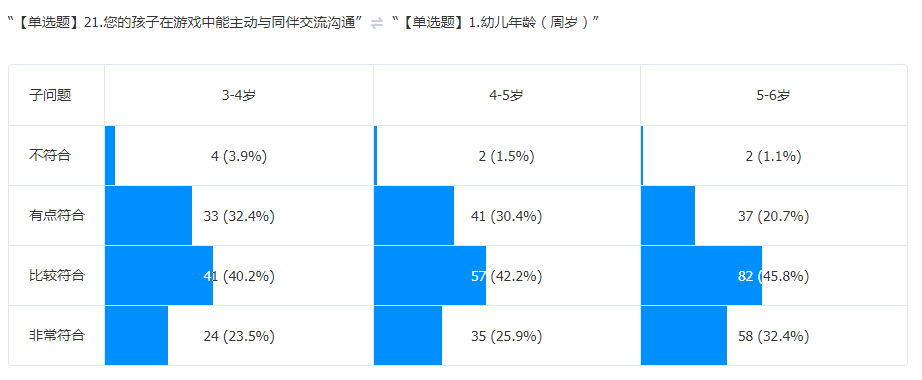 “【单选题】21.您的孩子在游戏中能主动与同伴交流沟通” ⇌ “【单选题】1.幼儿年龄（周岁）”
子问题 3-4岁 4-5岁 5-6岁
不符合 4 (3.9%) 2 (1.5%) 2 (1.1%)
有点符合 33 (32.4%) 41 (30.4%) 37 (20.7%)
比较符合 41 (40.2%) 57 (42.2%) 82 (45.8%)
非常符合 24 (23.5%) 35 (25.9%) 58 (32.4%)